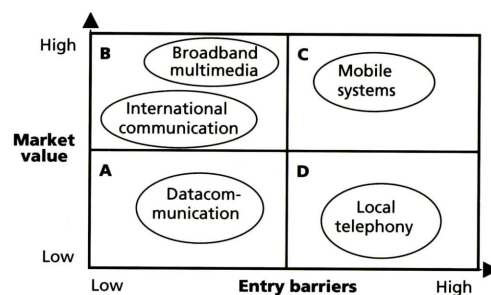 High
B
Broadband
multimedia
C
Mobile
systems
International
communication
Market
value
A
Datacom-
munication
D
Local
telephony
Low
Low
Entry barriers
High